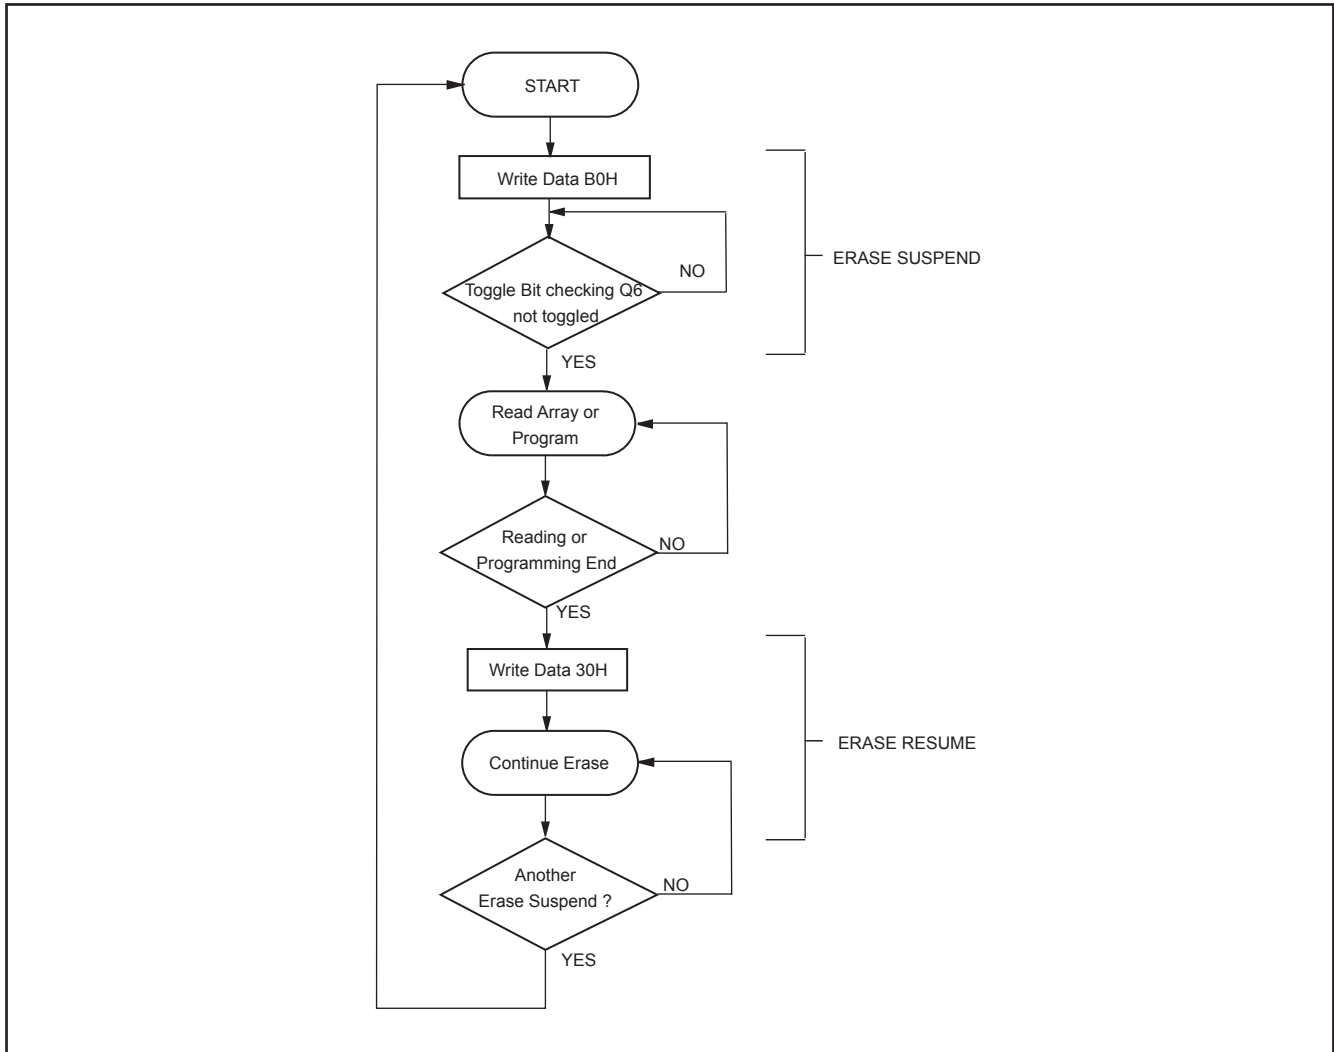 START
Write Data B0H
ERASE SUSPEND
NO
Toggle Bit checking Q6
not toggled
YES
Read Array or
Program
Reading or
Programming End
NO
YES
Write Data 30H
ERASE RESUME
Continue Erase
Another
Erase Suspend ?
NO
YES